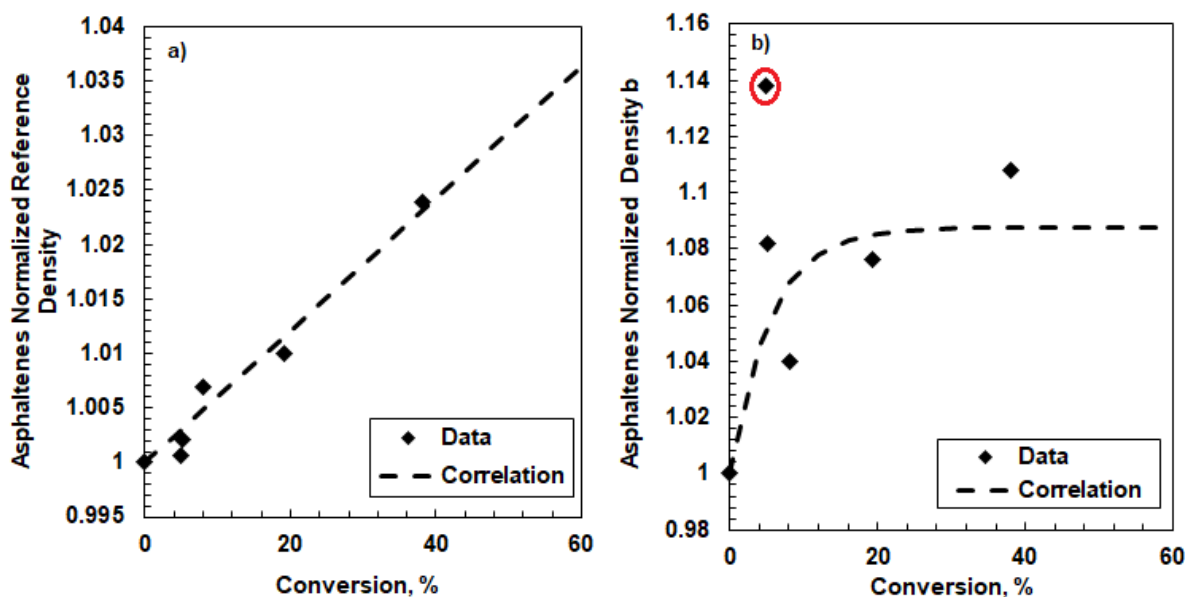 a)
Asphaltenes Normalized Reference
Density
1.04
1.035
1.03
1.025
1.02
1.015
1.01
1.005
1
0.995
0
20
40
60
Conversion, %
Data
Correlation
b)
Asphaltenes Normalized Density b
1.16
1.14
1.12
1.1
1.08
1.06
1.04
1.02
1
0.98
0
20
40
60
Conversion, %
Data
Correlation